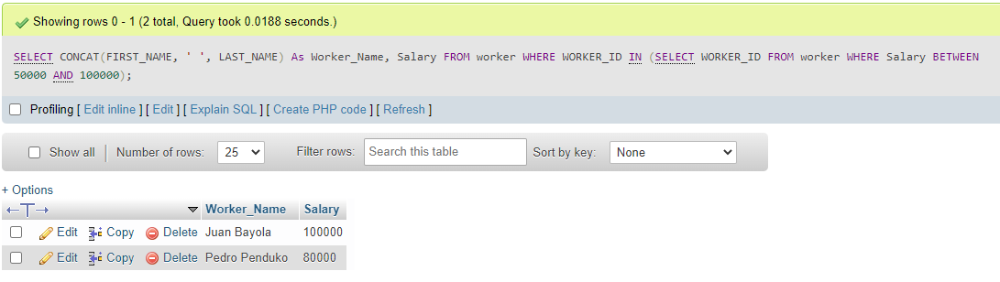 Showing rows 0 - 1 (2 total, Query took 0.0188 seconds.)
SELECT CONCAT(FIRST_NAME, ' ', LAST_NAME) As Worker_Name, Salary FROM worker WHERE WORKER_ID IN (SELECT WORKER_ID FROM worker WHERE Salary BETWEEN
50000 AND 100000);
Profiling [ Edit inline ] [ Edit ] [ Explain SQL ] [ Create PHP code ] [ Refresh ]
Show all | Number of rows: 25 Filter rows: Search this table Sort by key: None
+ Options
←T→ Worker_Name Salary
Edit Copy Delete Juan Bayola 100000
Edit Copy Delete Pedro Penduko 80000